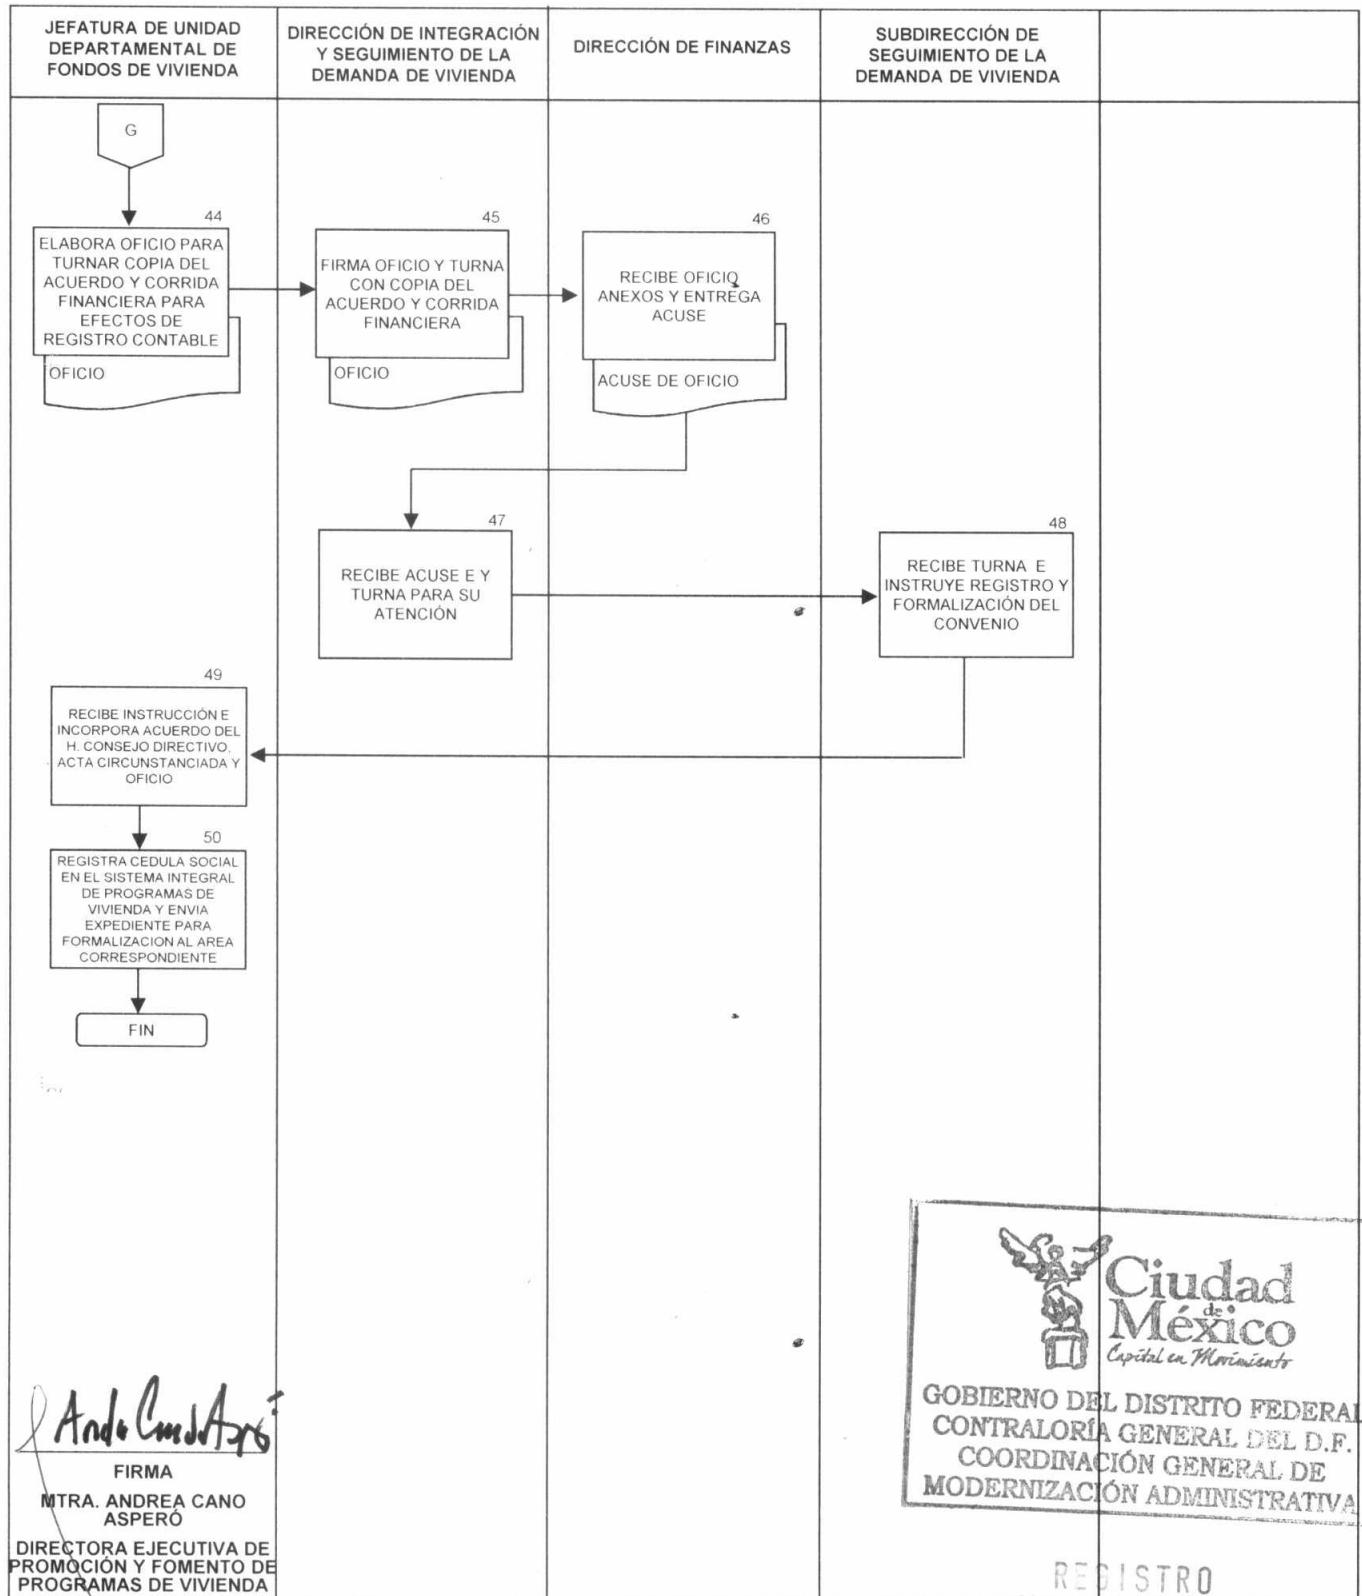 JEFATURA DE UNIDAD
DEPARTAMENTAL DE
FONDOS DE VIVIENDA
DIRECCIÓN DE INTEGRACIÓN
Y SEGUIMIENTO DE LA
DEMANDA DE VIVIENDA
DIRECCIÓN DE FINANZAS
SUBDIRECCIÓN DE
SEGUIMIENTO DE LA
DEMANDA DE VIVIENDA
G
44
ELABORA OFICIO PARA
TURNAR COPIA DEL
ACUERDO Y CORRIDA
FINANCIERA PARA
EFECTOS DE
REGISTRO CONTABLE
OFICIO
45
FIRMA OFICIO Y TURNA
CON COPIA DEL
ACUERDO Y CORRIDA
FINANCIERA
OFICIO
46
RECIBE OFICIO
ANEXOS Y ENTREGA
ACUSE
ACUSE DE OFICIO
47
RECIBE ACUSE E Y
TURNA PARA SU
ATENCIÓN
48
RECIBE TURNA E
INSTRUYE REGISTRO Y
FORMALIZACIÓN DEL
CONVENIO
49
RECIBE INSTRUCCIÓN E
INCORPORA ACUERDO DEL
H. CONSEJO DIRECTIVO,
ACTA CIRCUNSTANCIADA Y
OFICIO
50
REGISTRA CEDULA SOCIAL
EN EL SISTEMA INTEGRAL
DE PROGRAMAS DE
VIVIENDA Y ENVIA
EXPEDIENTE PARA
FORMALIZACION AL AREA
CORRESPONDIENTE
FIN
FIRMA
MTRA. ANDREA CANO
ASPERÓ
DIRECTORA EJECUTIVA DE
PROMOCIÓN Y FOMENTO DE
PROGRAMAS DE VIVIENDA
Ciudad
de
México
Capital en Movimiento
GOBIERNO DEL DISTRITO FEDERAL
CONTRALORÍA GENERAL DEL D.F.
COORDINACIÓN GENERAL DE
MODERNIZACIÓN ADMINISTRATIVA
REGISTRO